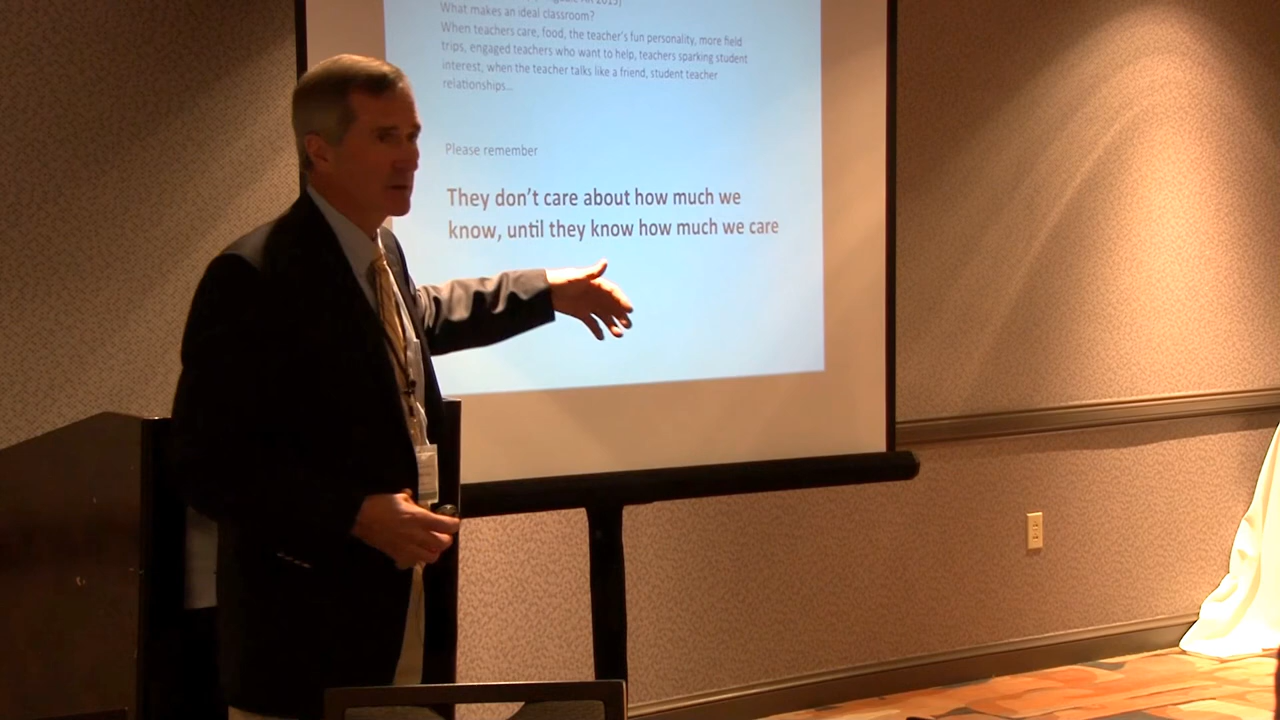 What makes an ideal classroom?
When teachers care, food, the teacher's fun personality, more field
trips, engaged teachers who want to help, teachers sparking student
interest, when the teacher talks like a friend, student teacher
relationships...
Please remember
They don't care about how much we
know, until they know how much we care